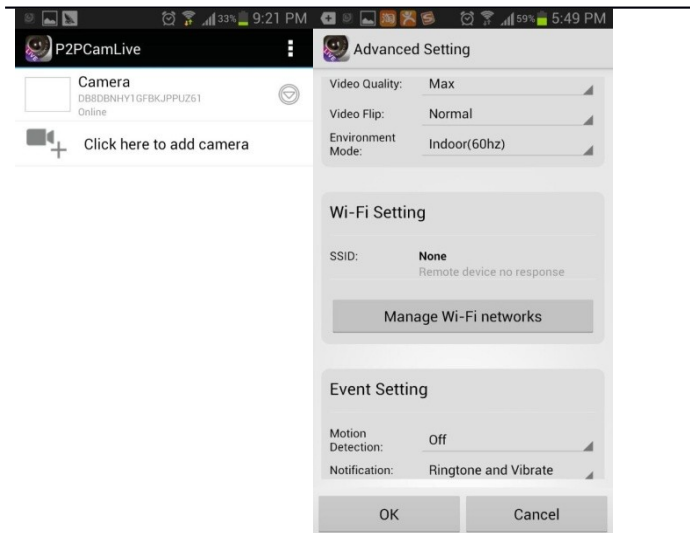 33% 9:21 PM
P2PCamLive
Camera
DB8DBNHY1GFBKJPPUZ61
Online
Click here to add camera
59% 5:49 PM
Advanced Setting
Video Quality: Max
Video Flip: Normal
Environment
Mode: Indoor(60hz)
Wi-Fi Setting
SSID: None
Remote device no response
Manage Wi-Fi networks
Event Setting
Motion
Detection: Off
Notification: Ringtone and Vibrate
OK Cancel